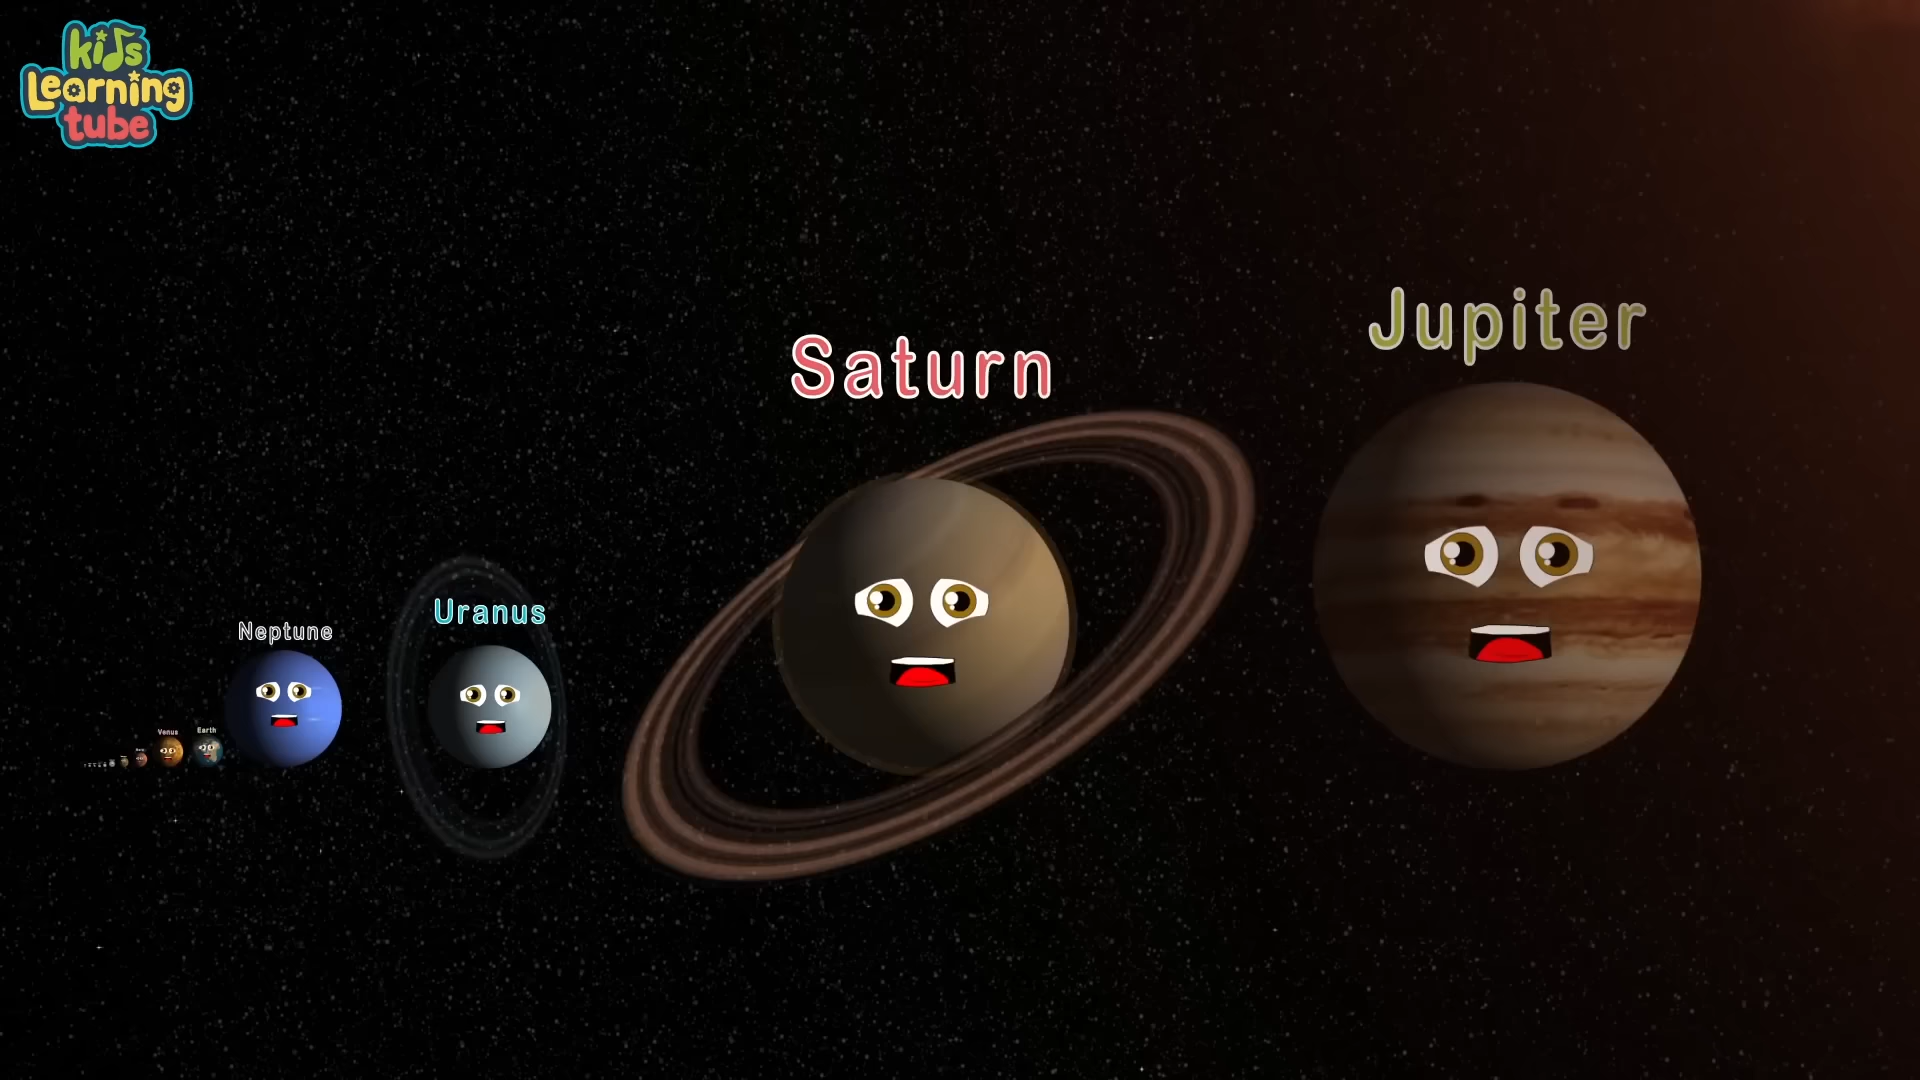 kids
Learning
tube
Jupiter
Saturn
Uranus
Neptune
Earth
Venus